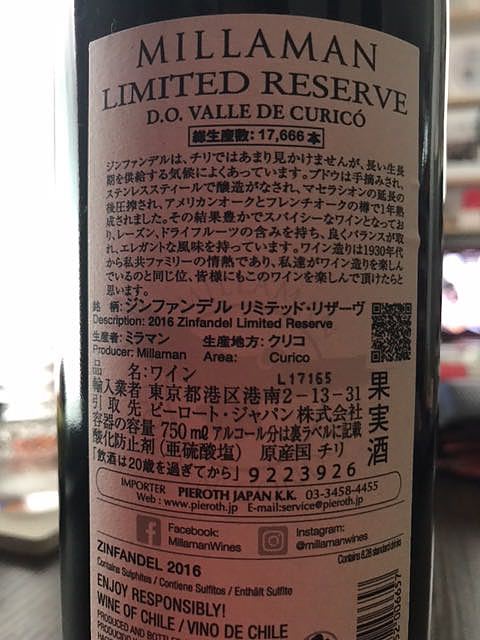 MILLAMAN
LIMITED RESERVE
D.O. VALLE DE CURICÓ
総生産数: 17,666 本
ジンファンデルは、チリではあまり見かけませんが、長い生長
期を供給する気候によくあっています。ブドウは手摘みされ、
ステンレススティールで醸造がなされ、マセラシオンの延長の
後圧搾され、アメリカンオークとフレンチオークの樽で1年熟
成されました。その結果豊かでスパイシーなワインとなってお
り、レーズン、ドライフルーツの含みを持ち、良くバランスが取
れ、エレガントな風味を持っています。ワイン造りは1930年代
から私共ファミリーの情熱であり、私達がワイン造りを楽しん
でいるのと同じ位、皆様にもこのワインを楽しんで頂けたらと
思います。
銘 柄:ジンファンデル リミテッド・リザーヴ
Description: 2016 Zinfandel Limited Reserve
生産者:ミラマン 生産地方: クリコ
Producer: Millaman Area: Curico
品 名:ワイン L17165
輸入業者 東京都港区港南2-13-31
引取先 ピーロート・ジャパン株式会社
容器の容量 750㎖ アルコール分は裏ラベルに記載
酸化防止剤(亜硫酸塩) 原産国 チリ
果実酒
「飲酒は20歳を過ぎてから」 9223926
IMPORTER PIEROTH JAPAN K.K. 03-3458-4455
Web : www.pieroth.jp E-mail:service@pieroth.jp
Facebook: Instagram:
MillamanWines @millamanwines
ZINFANDEL 2016 Contains 6.28 standard drinks
Contains Sulphites / Contiene Sulfitos / Enthält Sulfite
ENJOY RESPONSIBLY!
WINE OF CHILE / VINO DE CHILE
PRODUCED AND BOTTLED
006657